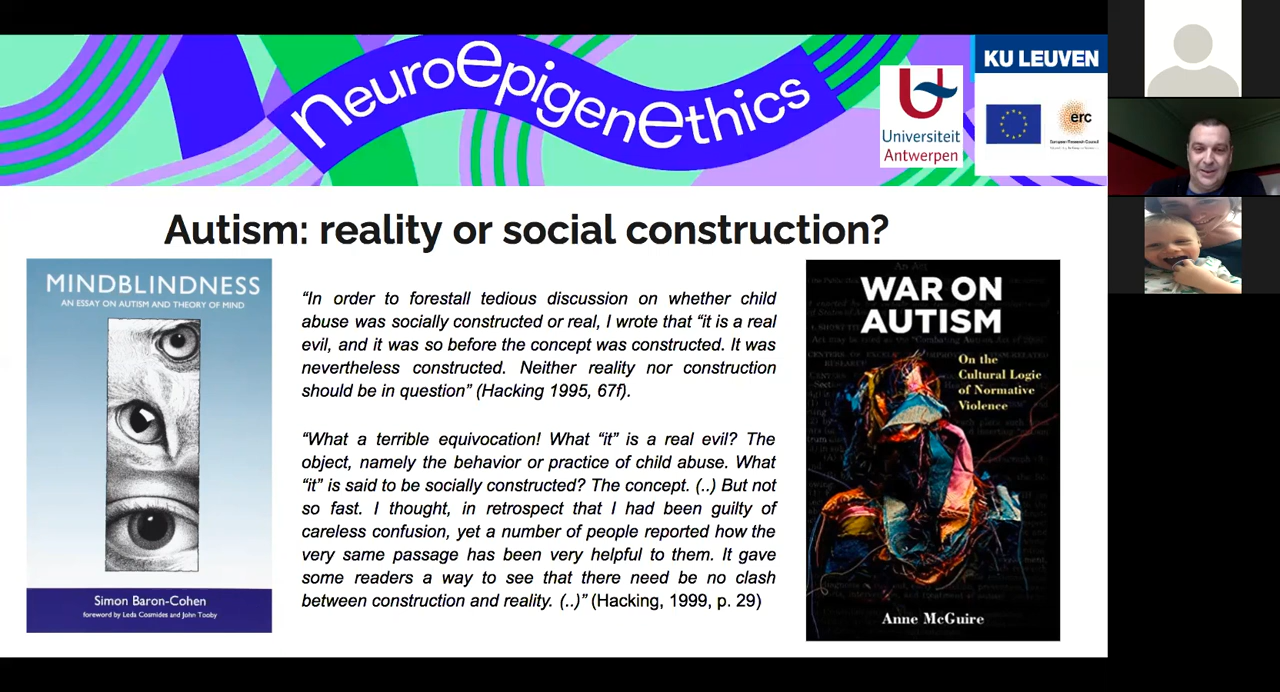 neuroEpigenEthics
Universiteit
Antwerpen
KU LEUVEN
erc
European Research Council
Autism: reality or social construction?
MINDBLINDNESS
AN ESSAY ON AUTISM AND THEORY OF MIND
Simon Baron-Cohen
foreword by Leda Cosmides and John Tooby
“In order to forestall tedious discussion on whether child
abuse was socially constructed or real, I wrote that “it is a real
evil, and it was so before the concept was constructed. It was
nevertheless constructed. Neither reality nor construction
should be in question” (Hacking 1995, 67f).
“What a terrible equivocation! What “it” is a real evil? The
object, namely the behavior or practice of child abuse. What
“it” is said to be socially constructed? The concept. (..) But not
so fast. I thought, in retrospect that I had been guilty of
careless confusion, yet a number of people reported how the
very same passage has been very helpful to them. It gave
some readers a way to see that there need be no clash
between construction and reality. (..)” (Hacking, 1999, p. 29)
WAR ON
AUTISM
On the
Cultural Logic
of Normative
Violence
Anne McGuire